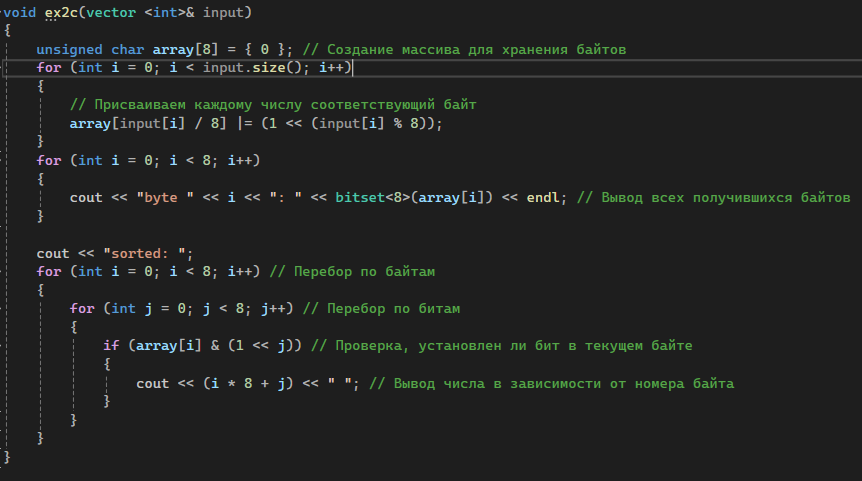 void ex2c(vector <int>& input)
{
    unsigned char array[8] = { 0 }; // Создание массива для хранения байтов
    for (int i = 0; i < input.size(); i++)
    {
        // Присваиваем каждому числу соответствующий байт
        array[input[i] / 8] |= (1 << (input[i] % 8));
    }
    for (int i = 0; i < 8; i++)
    {
        cout << "byte " << i << ": " << bitset<8>(array[i]) << endl; // Вывод всех получившихся байтов
    }

    cout << "sorted: ";
    for (int i = 0; i < 8; i++) // Перебор по байтам
    {
        for (int j = 0; j < 8; j++) // Перебор по битам
        {
            if (array[i] & (1 << j)) // Проверка, установлен ли бит в текущем байте
            {
                cout << (i * 8 + j) << " "; // Вывод числа в зависимости от номера байта
            }
        }
    }
}